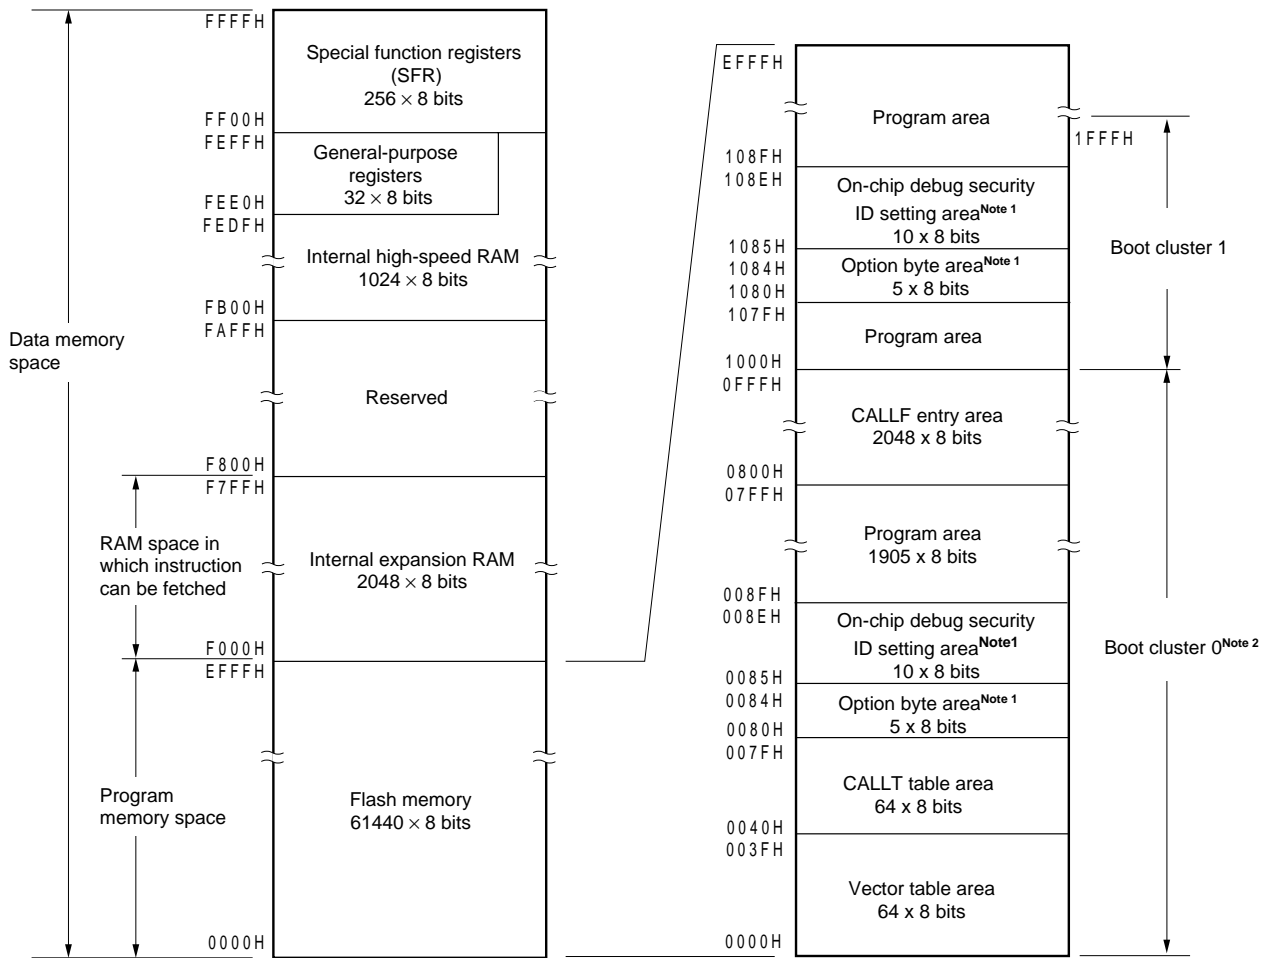 FFFFH
Special function registers
(SFR)
256 × 8 bits
FF00H
FEFFH
General-purpose
registers
32 × 8 bits
FEE0H
FEDFH
Internal high-speed RAM
1024 × 8 bits
FB00H
FAFFH
Data memory
space
Reserved
F800H
F7FFH
RAM space in
which instruction
can be fetched
Internal expansion RAM
2048 × 8 bits
F000H
EFFFH
Program
memory space
Flash memory
61440 × 8 bits
0000H
EFFFH
Program area
1FFFH
108FH
108EH
On-chip debug security
ID setting areaNote 1
10 x 8 bits
Boot cluster 1
1085H
1084H
Option byte areaNote 1
5 x 8 bits
1080H
107FH
Program area
1000H
0FFFH
CALLF entry area
2048 x 8 bits
0800H
07FFH
Program area
1905 x 8 bits
008FH
008EH
On-chip debug security
ID setting areaNote1
10 x 8 bits
Boot cluster 0Note 2
0085H
0084H
Option byte areaNote 1
5 x 8 bits
0080H
007FH
CALLT table area
64 x 8 bits
0040H
003FH
Vector table area
64 x 8 bits
0000H